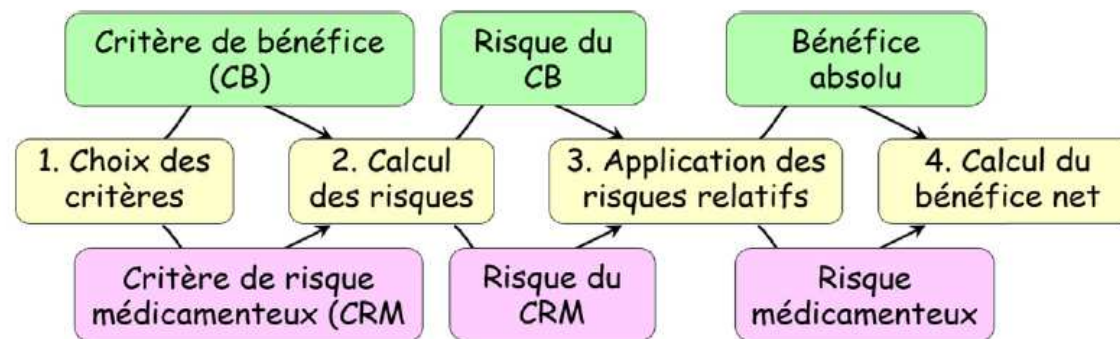 Critère de bénéfice
(CB)
Risque du
CB
Bénéfice
absolu
1. Choix des
critères
2. Calcul
des risques
3. Application des
risques relatifs
4. Calcul du
bénéfice net
Critère de risque
médicamenteux (CRM
Risque du
CRM
Risque
médicamenteux